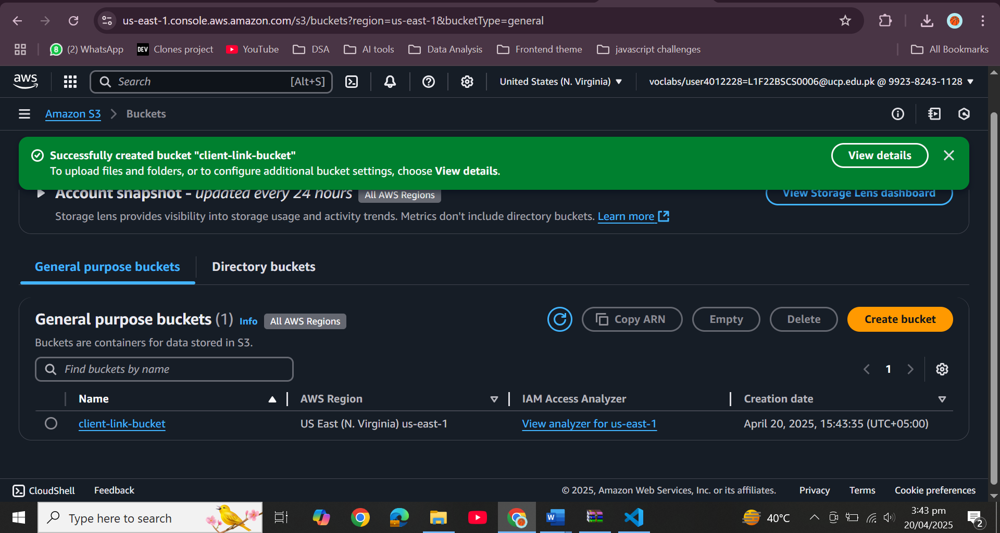 us-east-1.console.aws.amazon.com/s3/buckets?region=us-east-1&bucketType=general
8 (2) WhatsApp DEV Clones project YouTube DSA AI tools Data Analysis Frontend theme javascript challenges All Bookmarks
aws Search [Alt+S] United States (N. Virginia) voclabs/user4012228=L1F22BSCS0006@ucp.edu.pk @ 9923-8243-1128
Amazon S3 Buckets
Successfully created bucket "client-link-bucket" View details
To upload files and folders, or to configure additional bucket settings, choose View details.
Account snapshot - updated every 24 hours All AWS Regions View Storage Lens dashboard
Storage lens provides visibility into storage usage and activity trends. Metrics don't include directory buckets. Learn more
General purpose buckets Directory buckets
General purpose buckets (1) Info All AWS Regions Copy ARN Empty Delete Create bucket
Buckets are containers for data stored in S3.
Find buckets by name 1
Name AWS Region IAM Access Analyzer Creation date
client-link-bucket US East (N. Virginia) us-east-1 View analyzer for us-east-1 April 20, 2025, 15:43:35 (UTC+05:00)
CloudShell Feedback © 2025, Amazon Web Services, Inc. or its affiliates. Privacy Terms Cookie preferences
Type here to search W 40°C 3:43 pm
20/04/2025 2